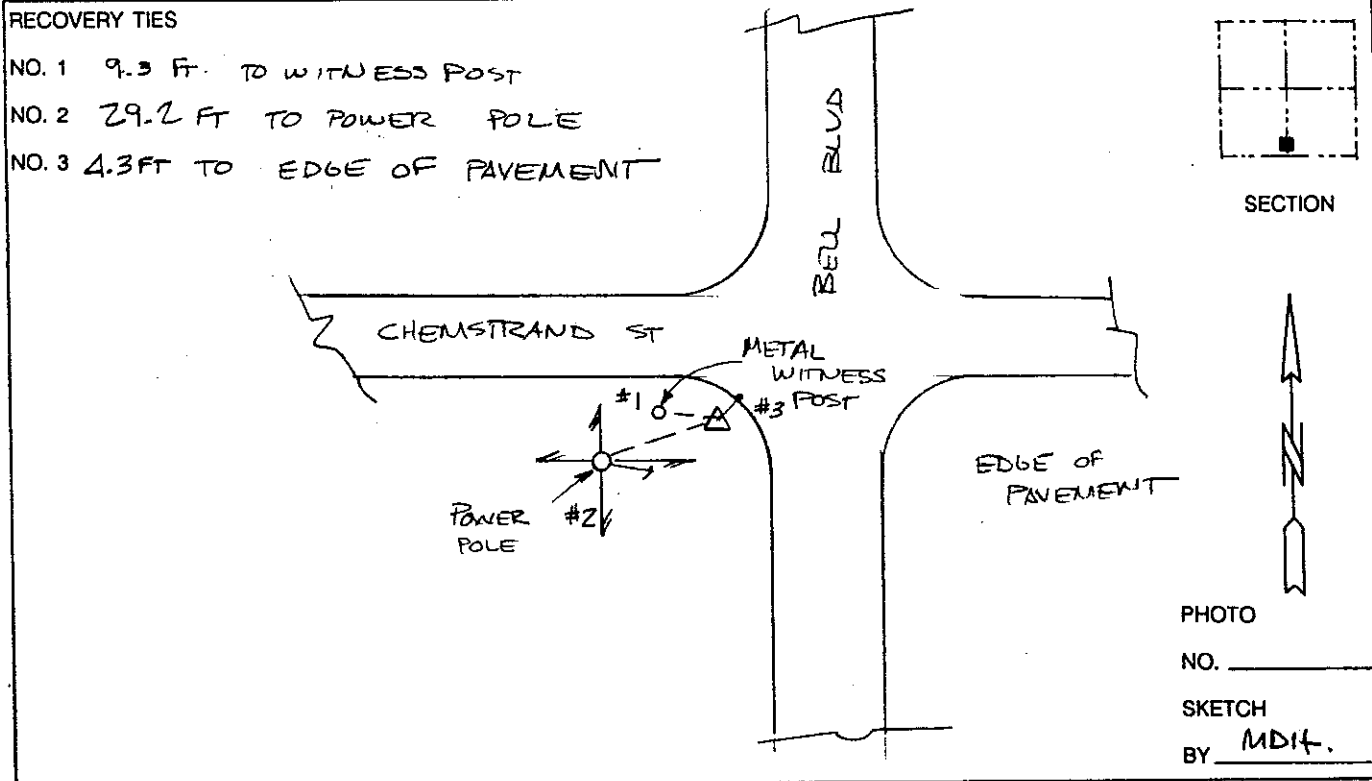 RECOVERY TIES
NO. 1 9.3 FT. TO WITNESS POST
NO. 2 29.2 FT TO POWER POLE
NO. 3 4.3FT TO EDGE OF PAVEMENT
SECTION
BELL BLVD
CHEMSTRAND ST
METAL
WITNESS
POST
#1
#3
#2
POWER
POLE
EDGE OF
PAVEMENT
N
PHOTO
NO.
SKETCH
BY MDH.